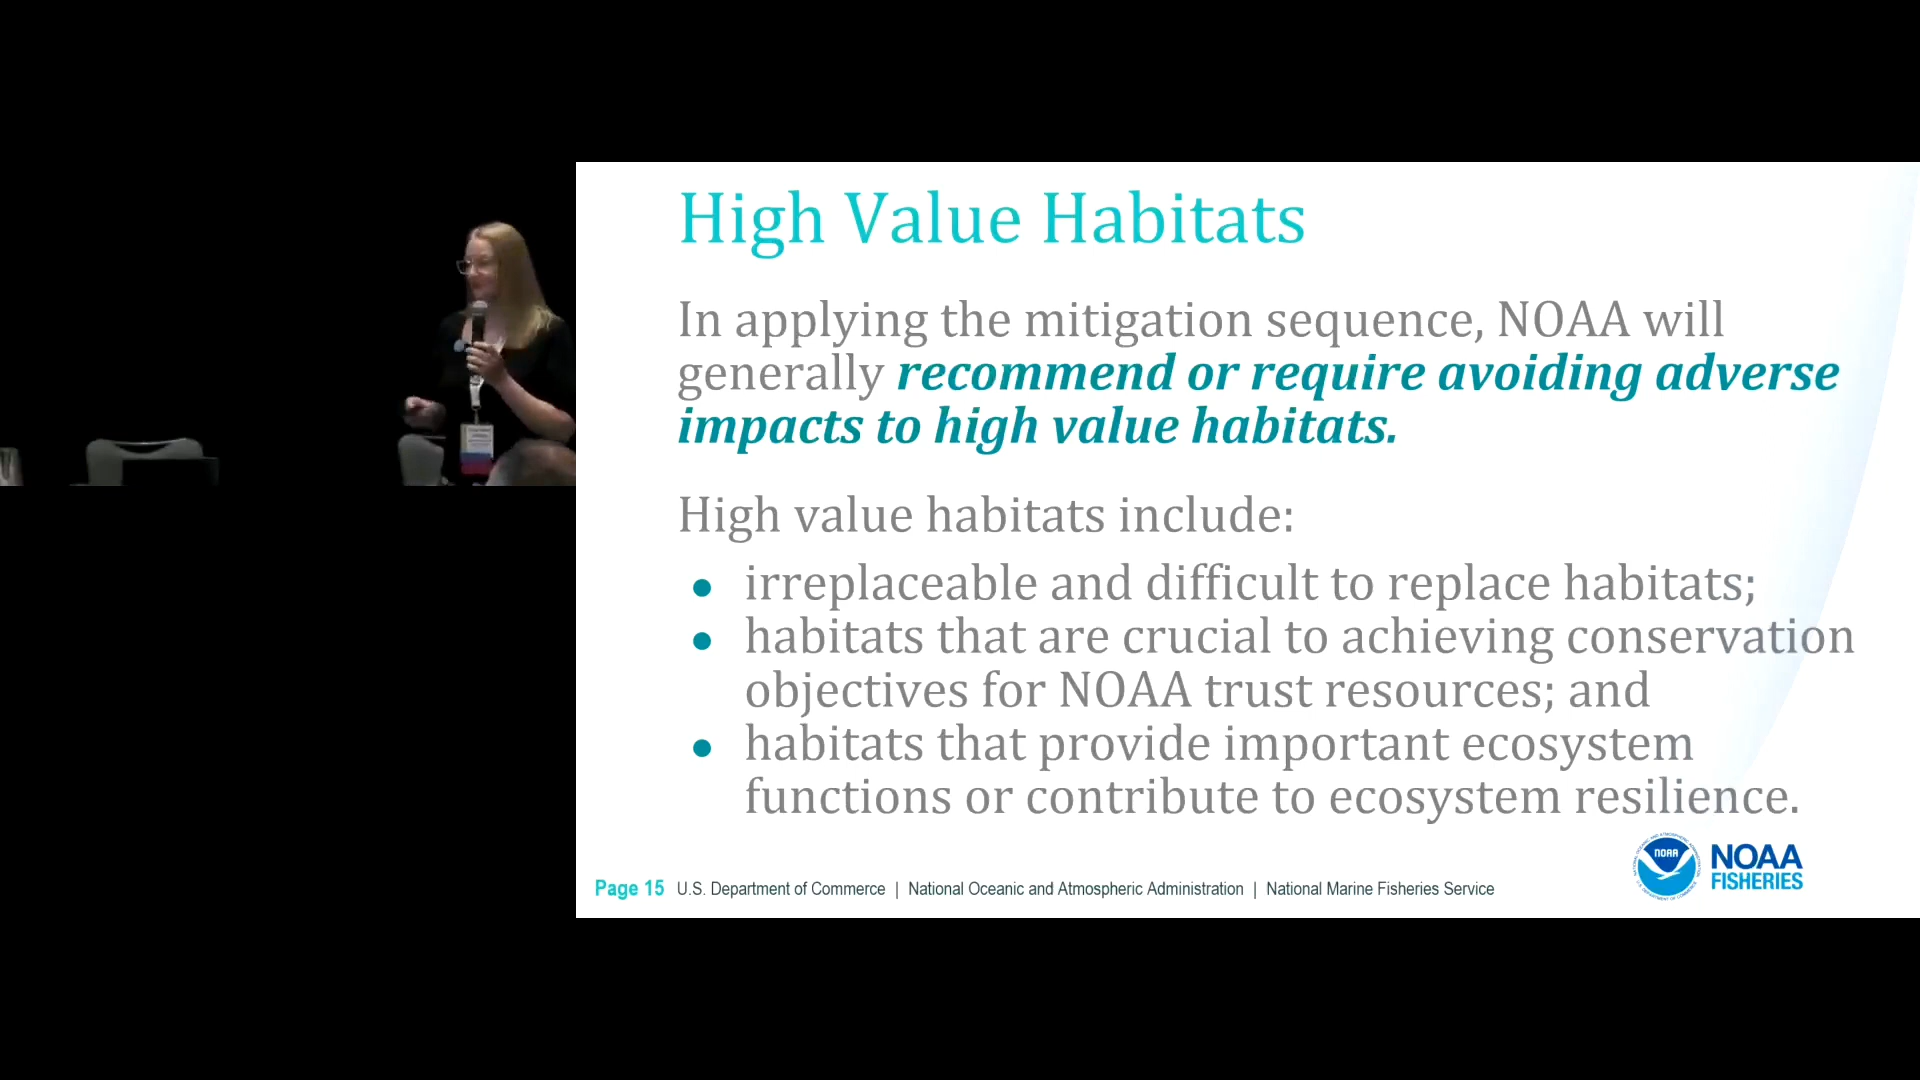 High Value Habitats
In applying the mitigation sequence, NOAA will
generally recommend or require avoiding adverse
impacts to high value habitats.
High value habitats include:
● irreplaceable and difficult to replace habitats;
● habitats that are crucial to achieving conservation
objectives for NOAA trust resources; and
● habitats that provide important ecosystem
functions or contribute to ecosystem resilience.
NOAA
NOAA
FISHERIES
Page 15 U.S. Department of Commerce | National Oceanic and Atmospheric Administration | National Marine Fisheries Service